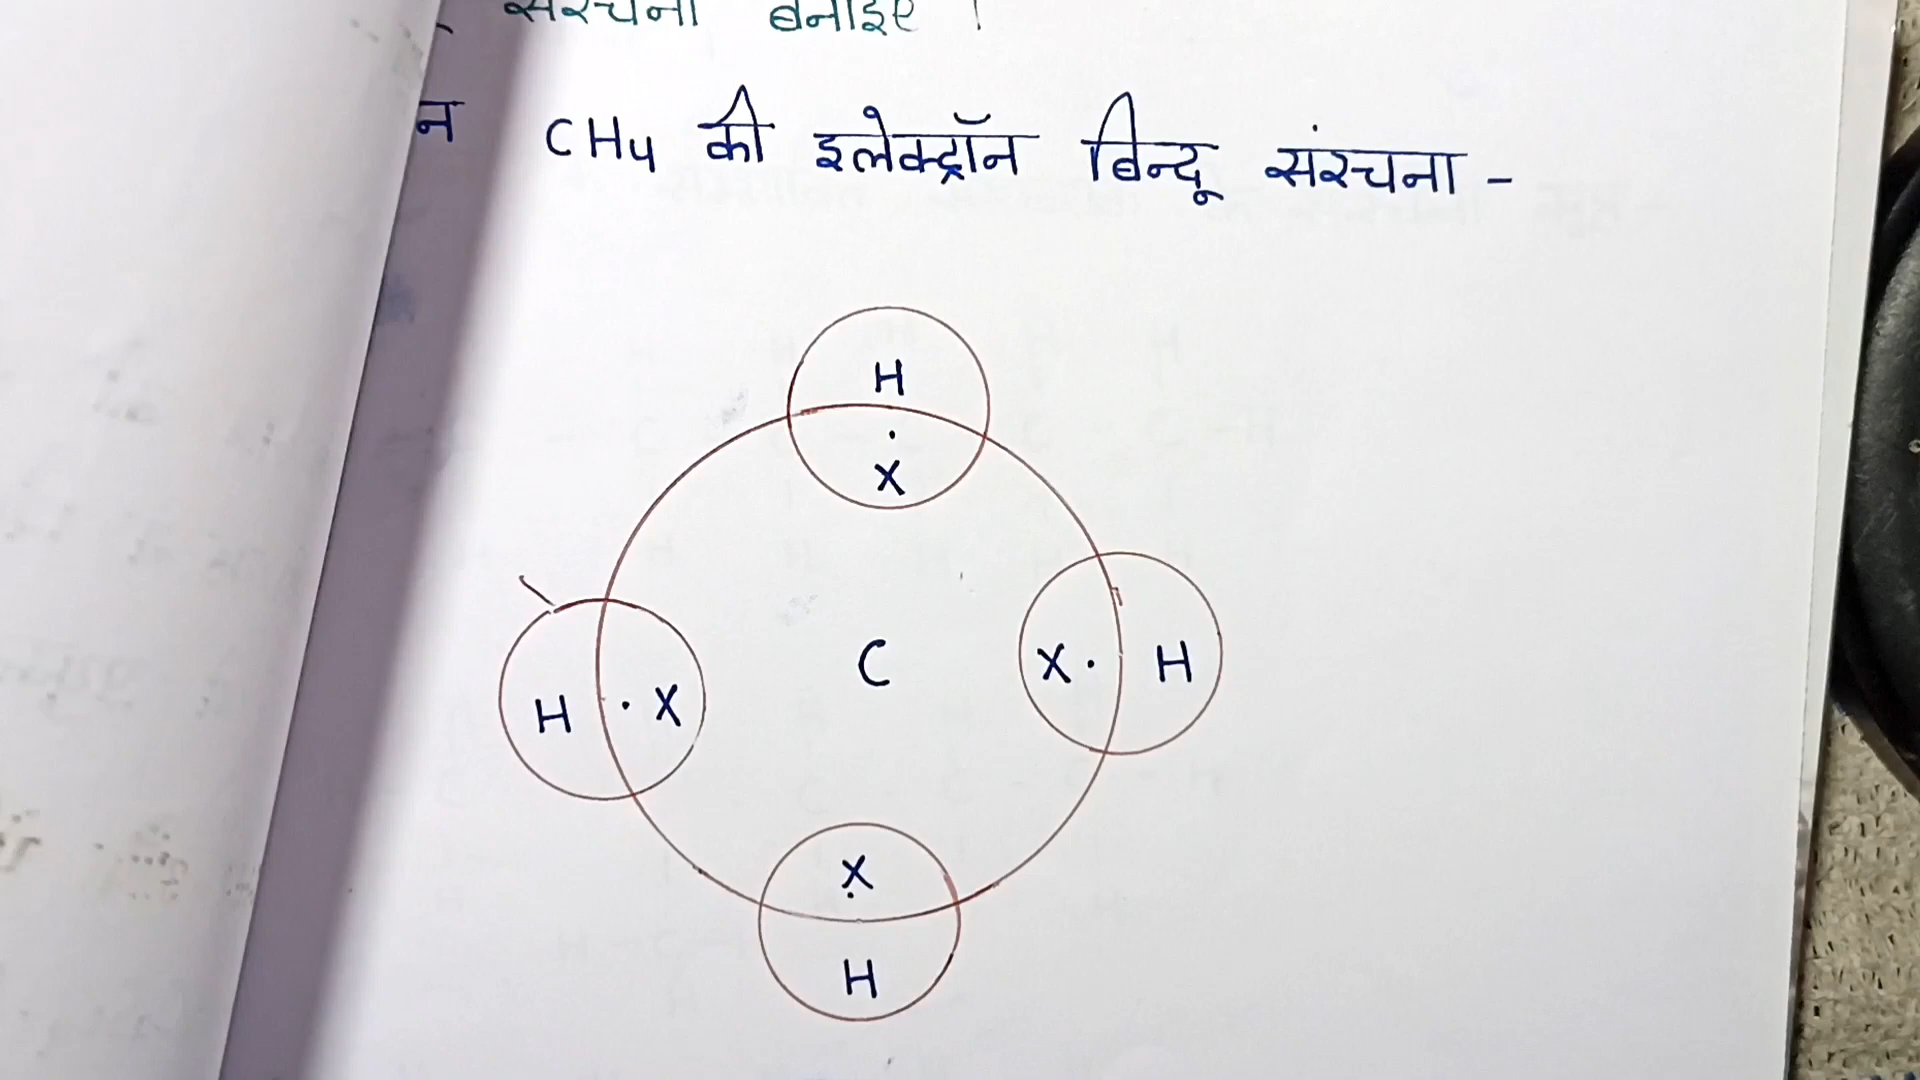 संरचना बनाइए ।
न CH4 की इलेक्ट्रॉन बिन्दू संरचना -
H
.
X
C
X . H
H . X
X
.
H